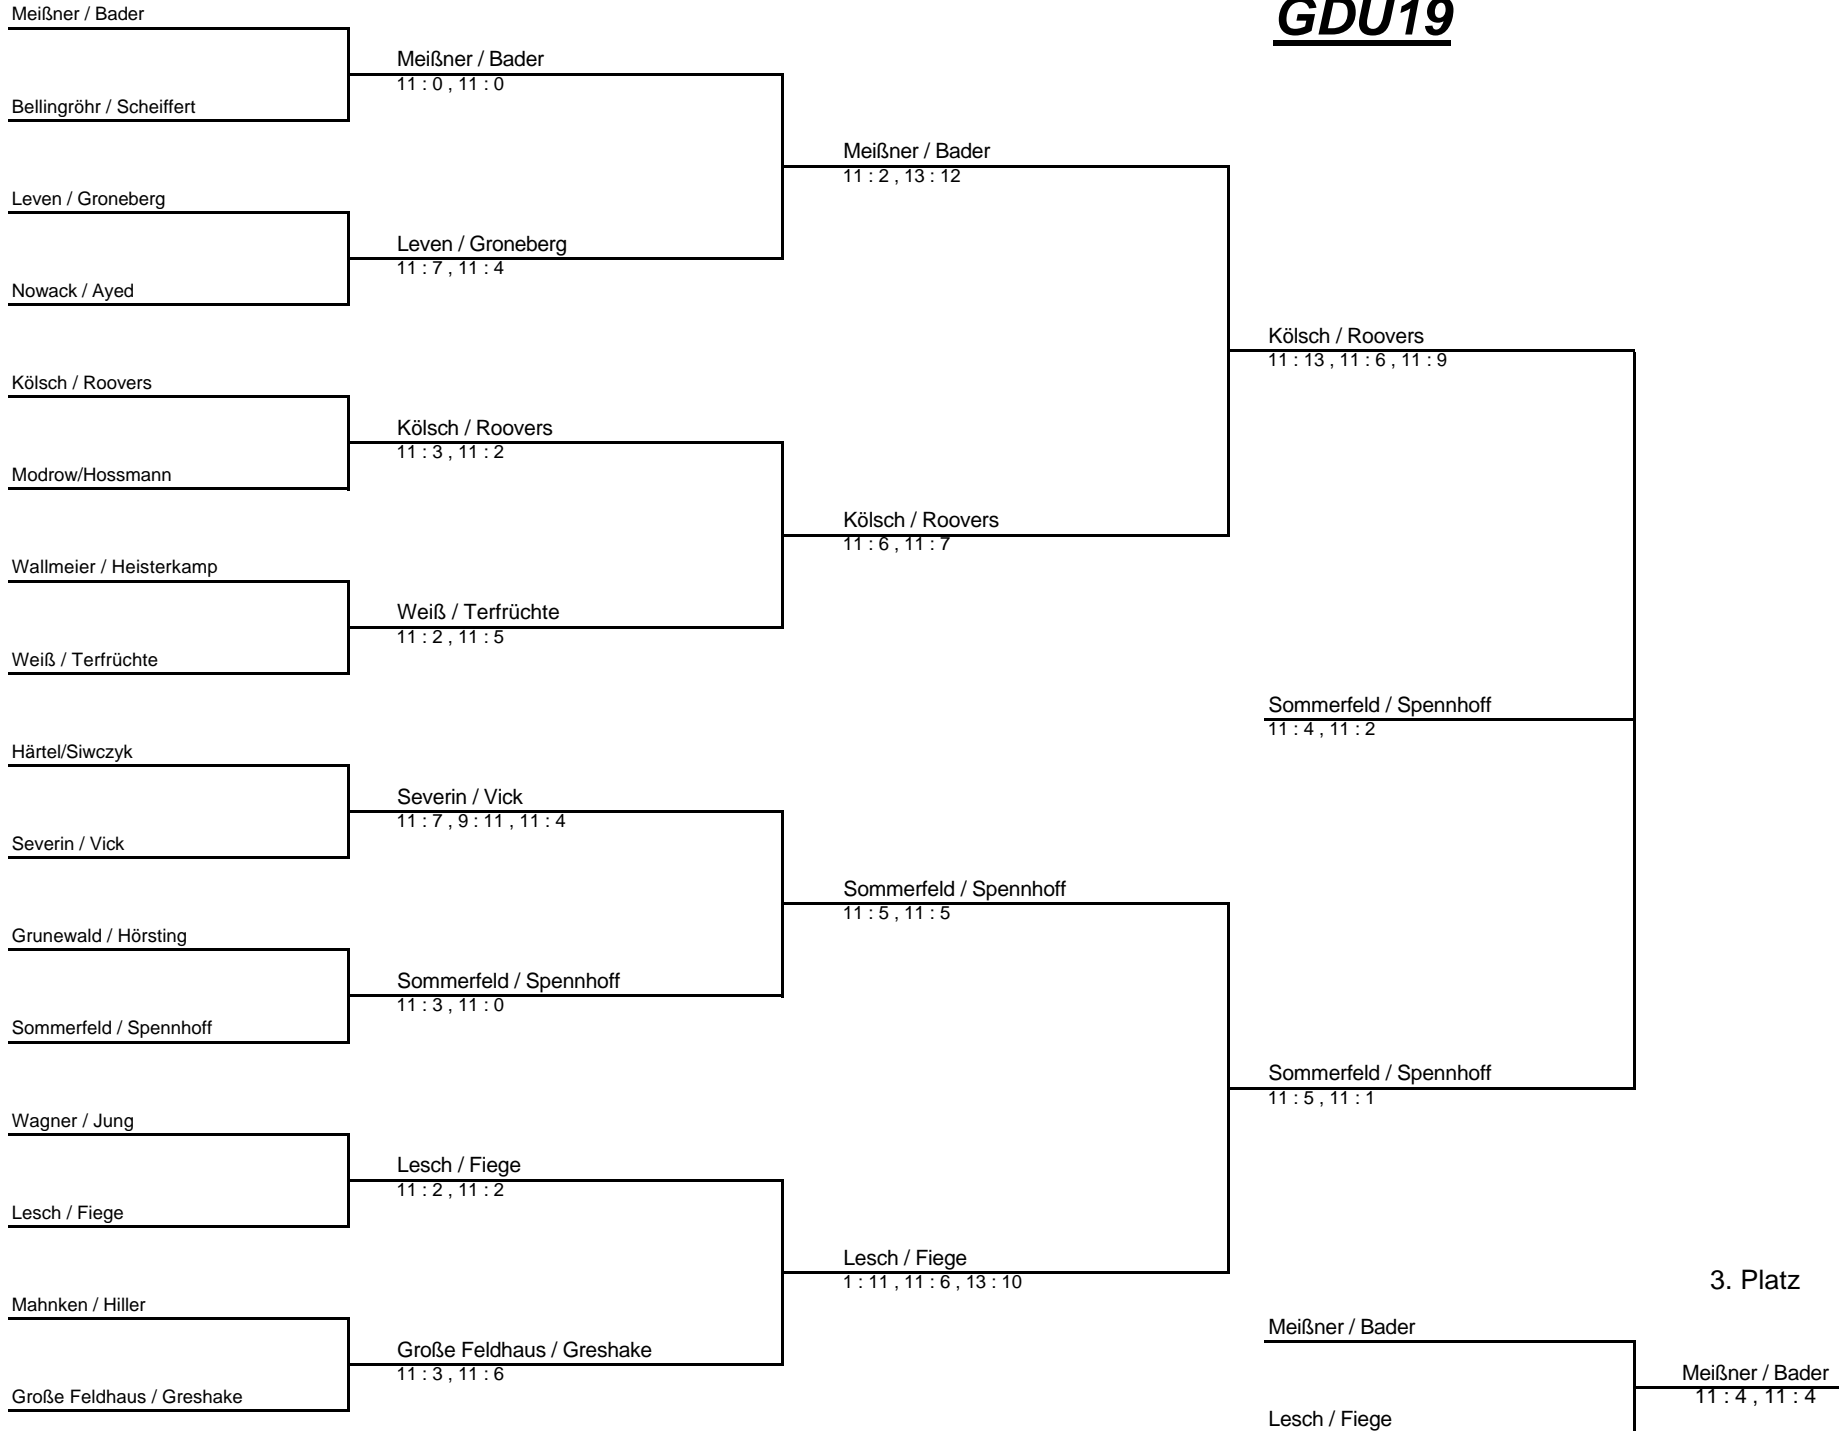 GDU19
Meißner / Bader
Bellingröhr / Scheiffert
Leven / Groneberg
Nowack / Ayed
Kölsch / Roovers
Modrow/Hossmann
Wallmeier / Heisterkamp
Weiß / Terfrüchte
Härtel/Siwczyk
Severin / Vick
Grunewald / Hörsting
Sommerfeld / Spennhoff
Wagner / Jung
Lesch / Fiege
Mahnken / Hiller
Große Feldhaus / Greshake
Meißner / Bader
11 : 0 , 11 : 0
Leven / Groneberg
11 : 7 , 11 : 4
Kölsch / Roovers
11 : 3 , 11 : 2
Weiß / Terfrüchte
11 : 2 , 11 : 5
Severin / Vick
11 : 7 , 9 : 11 , 11 : 4
Sommerfeld / Spennhoff
11 : 3 , 11 : 0
Lesch / Fiege
11 : 2 , 11 : 2
Große Feldhaus / Greshake
11 : 3 , 11 : 6
Meißner / Bader
11 : 2 , 13 : 12
Kölsch / Roovers
11 : 6 , 11 : 7
Sommerfeld / Spennhoff
11 : 5 , 11 : 5
Lesch / Fiege
1 : 11 , 11 : 6 , 13 : 10
Kölsch / Roovers
11 : 13 , 11 : 6 , 11 : 9
Sommerfeld / Spennhoff
11 : 4 , 11 : 2
Sommerfeld / Spennhoff
11 : 5 , 11 : 1
3. Platz
Meißner / Bader
Lesch / Fiege
Meißner / Bader
11 : 4 , 11 : 4